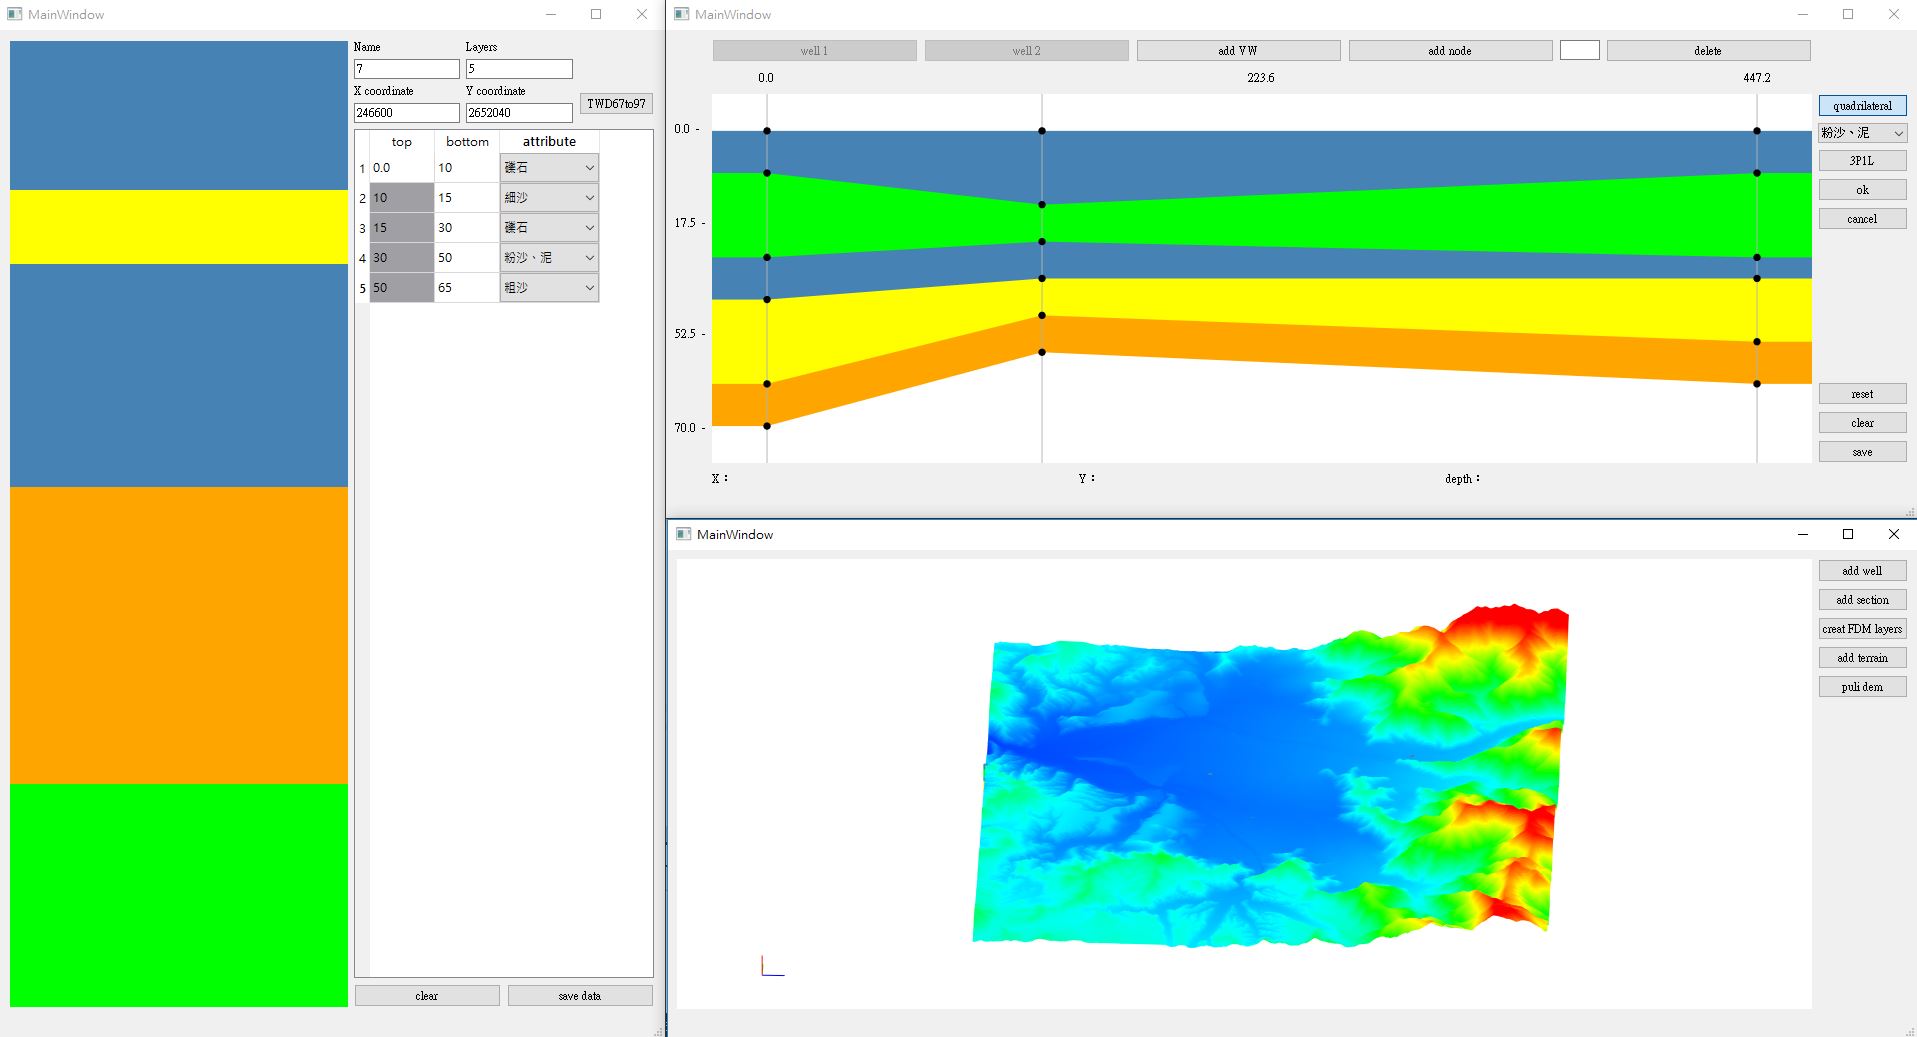 MainWindow
Name
Layers
7
5
X coordinate
Y coordinate
246600
2652040
TWD67to97
top bottom attribute
1 0.0 10 礫石
2 10 15 細沙
3 15 30 礫石
4 30 50 粉沙、泥
5 50 65 粗沙
clear
save data
MainWindow
well 1
well 2
add VW
add node
delete
0.0 223.6 447.2
0.0 -
17.5 -
52.5 -
70.0 -
X：
Y：
depth：
quadrilateral
粉沙、泥
3P1L
ok
cancel
reset
clear
save
MainWindow
add well
add section
creat FDM layers
add terrain
puli dem